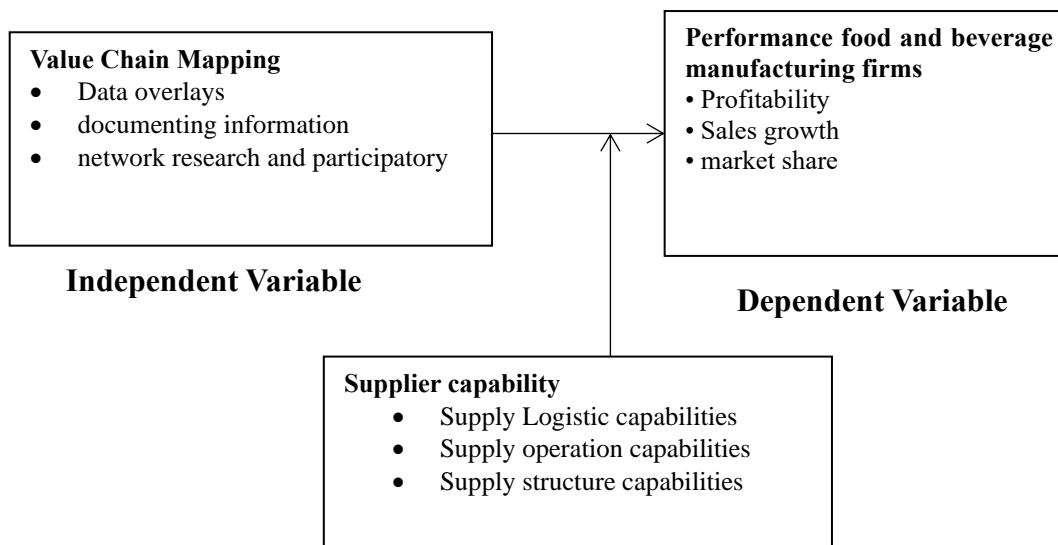 Value Chain Mapping
• Data overlays
• documenting information
• network research and participatory
Independent Variable
Performance food and beverage
manufacturing firms
• Profitability
• Sales growth
• market share
Dependent Variable
Supplier capability
• Supply Logistic capabilities
• Supply operation capabilities
• Supply structure capabilities